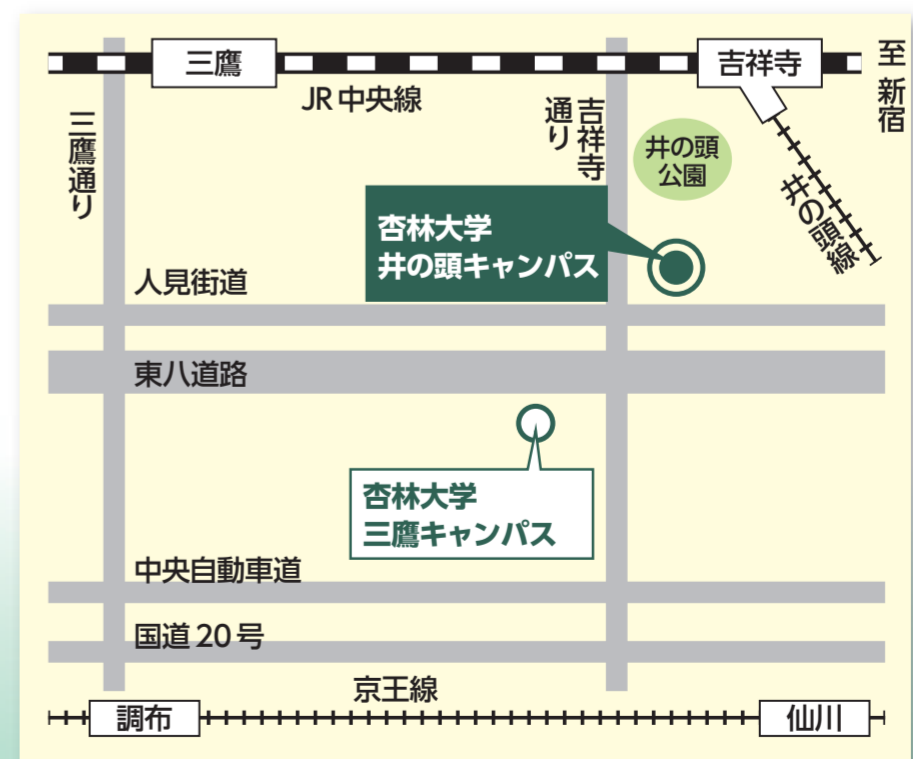 三鷹
吉祥寺
至 新宿
JR中央線
三鷹通り
吉祥寺
通り
井の頭
公園
井の頭線
杏林大学
井の頭キャンパス
人見街道
東八道路
杏林大学
三鷹キャンパス
中央自動車道
国道20号
京王線
調布
仙川